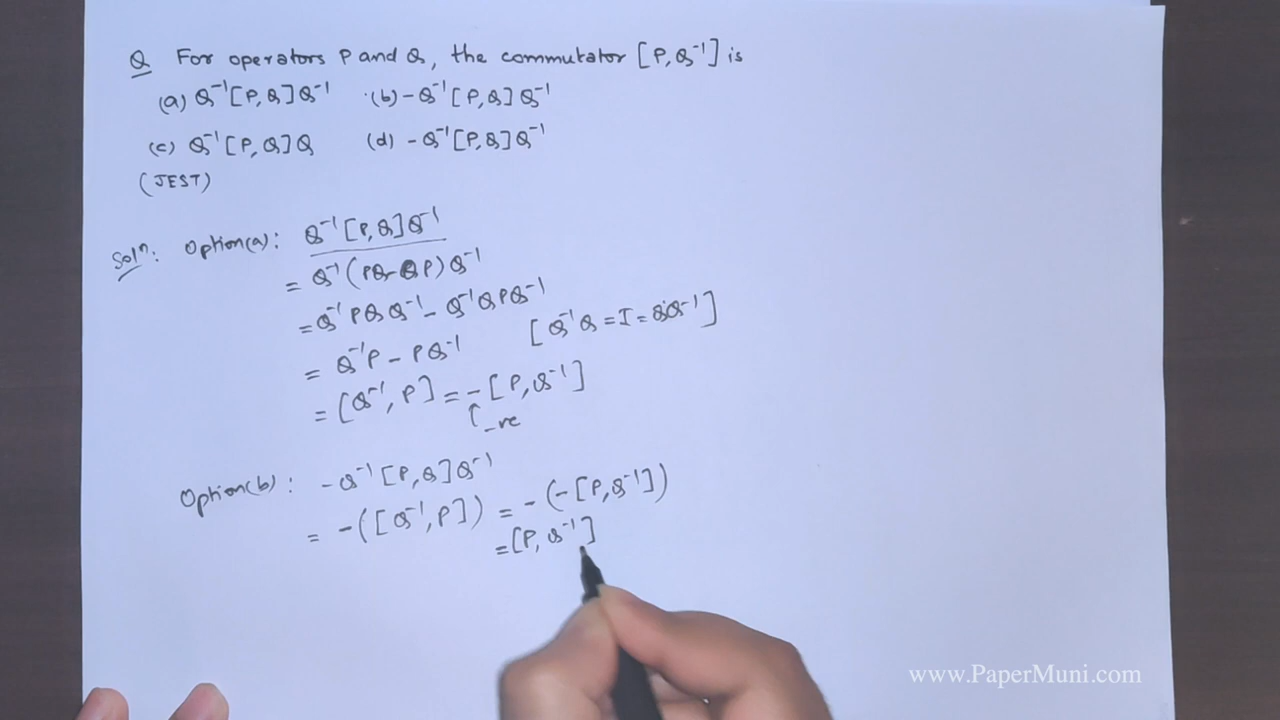 Q For operators P and Q, the commutator [P, Q⁻¹] is
(a) Q⁻¹[P, Q]Q⁻¹ (b) -Q⁻¹[P, Q]Q⁻¹
(c) Q⁻¹[P, Q]Q (d) -Q⁻¹[P, Q]Q⁻¹
(JEST)
Solⁿ: Option(a): Q⁻¹[P, Q]Q⁻¹
= Q⁻¹(PQ-QP)Q⁻¹
= Q⁻¹PQQ⁻¹ - Q⁻¹QPQ⁻¹
= Q⁻¹P - PQ⁻¹ [Q⁻¹Q = I = QQ⁻¹]
= [Q⁻¹, P] = -[P, Q⁻¹]
-ve
Option(b): -Q⁻¹[P, Q]Q⁻¹
= -([Q⁻¹, P]) = -(-[P, Q⁻¹])
= [P, Q⁻¹]
www.PaperMuni.com